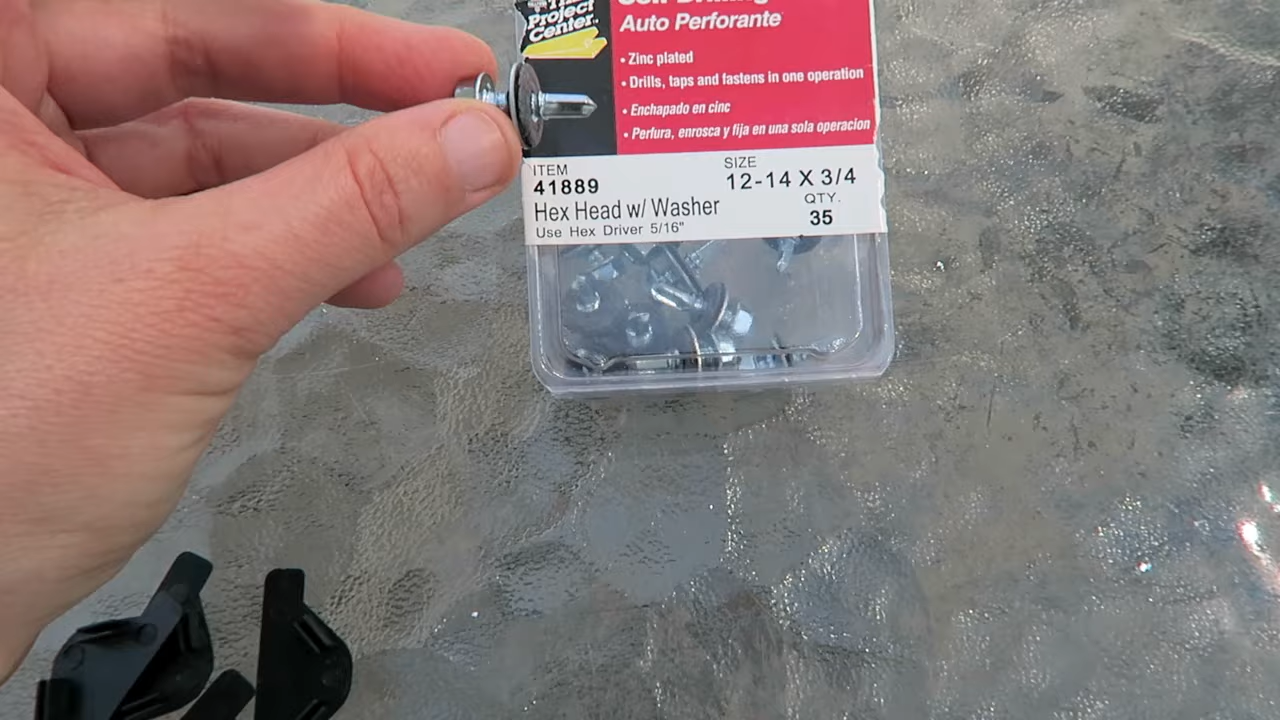 Project
Center
Auto Perforante
• Zinc plated
• Drills, taps and fastens in one operation
• Enchapado en cinc
• Perfura, enrosca y fija en una sola operacion
ITEM
41889
Hex Head w/ Washer
Use Hex Driver 5/16"
SIZE
12-14 X 3/4
QTY.
35